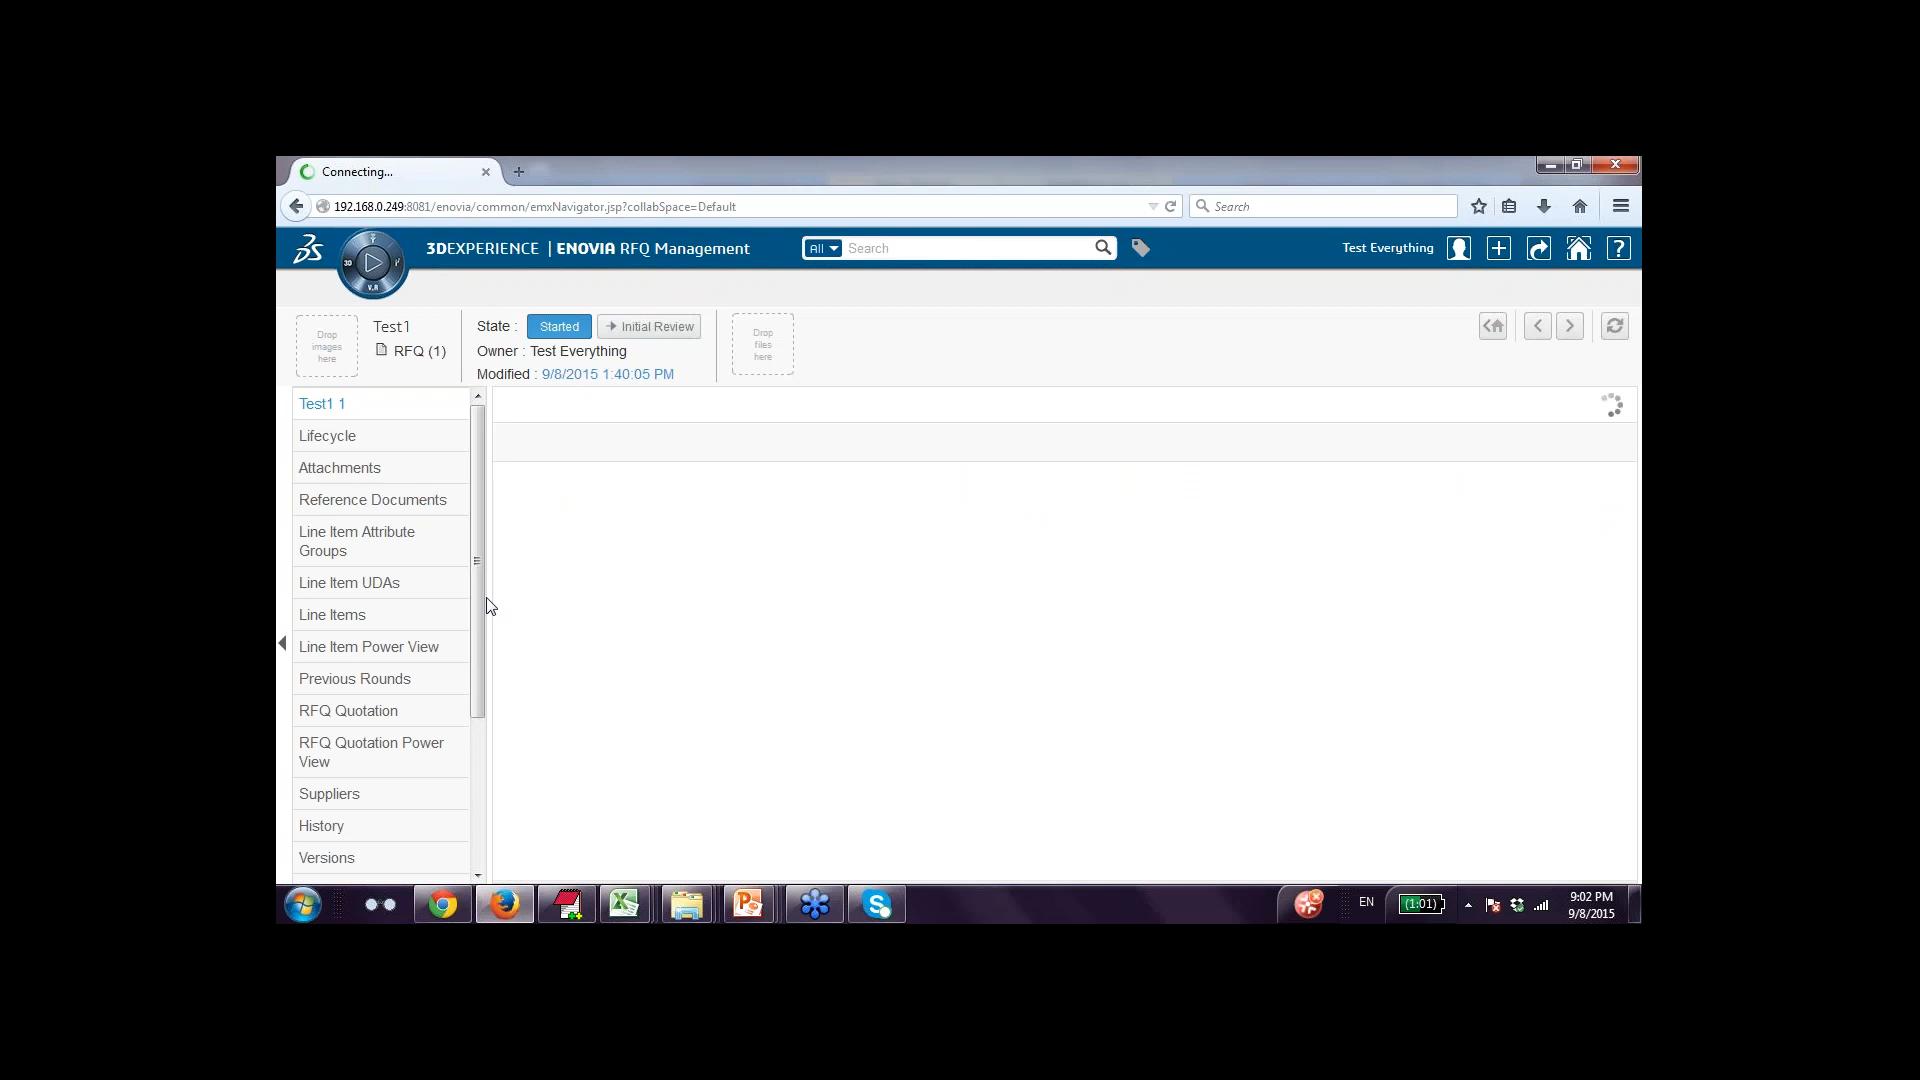 Connecting...
192.168.0.249:8081/enovia/common/emxNavigator.jsp?collabSpace=Default
Search
3D
V,R
3DEXPERIENCE | ENOVIA RFQ Management
All
Search
Test Everything
?
Drop images here
Test1
RFQ (1)
State : Started Initial Review
Owner : Test Everything
Modified : 9/8/2015 1:40:05 PM
Drop files here
Test1 1
Lifecycle
Attachments
Reference Documents
Line Item Attribute
Groups
Line Item UDAs
Line Items
Line Item Power View
Previous Rounds
RFQ Quotation
RFQ Quotation Power
View
Suppliers
History
Versions
EN
(1:01)
9:02 PM
9/8/2015